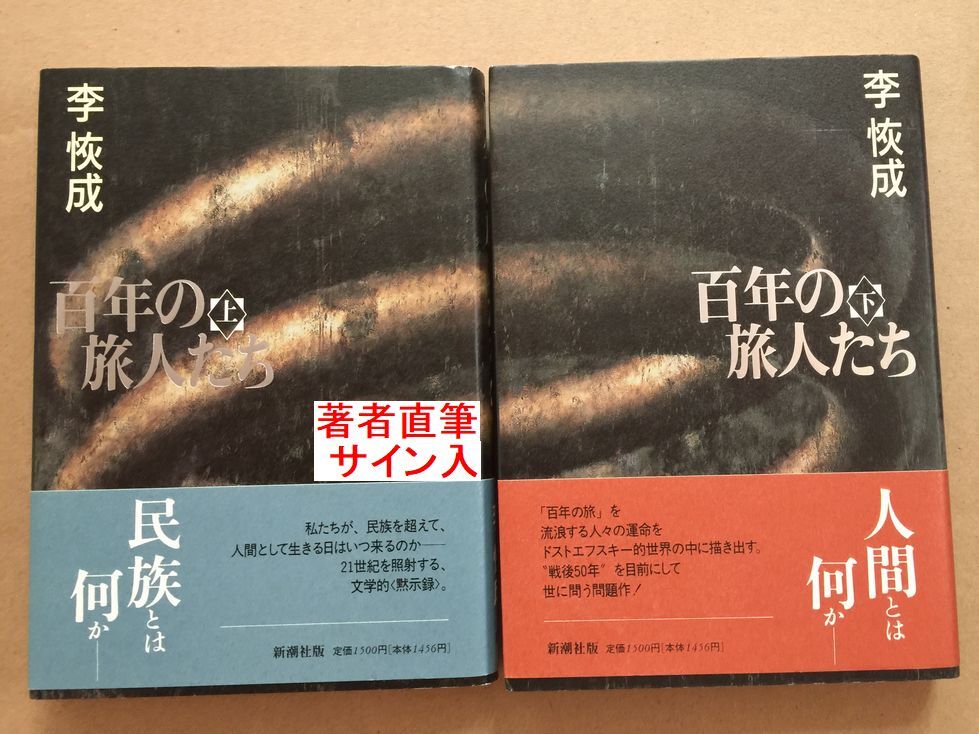 李恢成
百年の
上
旅人たち
著者直筆
サイン入
民族とは
何か――
私たちが、民族を超えて、
人間として生きる日はいつ来るのか――
21世紀を照射する、
文学的〈黙示録〉。
新潮社版 定価1500円[本体1456円]
李恢成
百年の
下
旅人たち
「百年の旅」を
流浪する人々の運命を
ドストエフスキー的世界の中に描き出す。
〝戦後50年〟を目前にして
世に問う問題作!
人間とは
何か――
新潮社版 定価1500円[本体1456円]